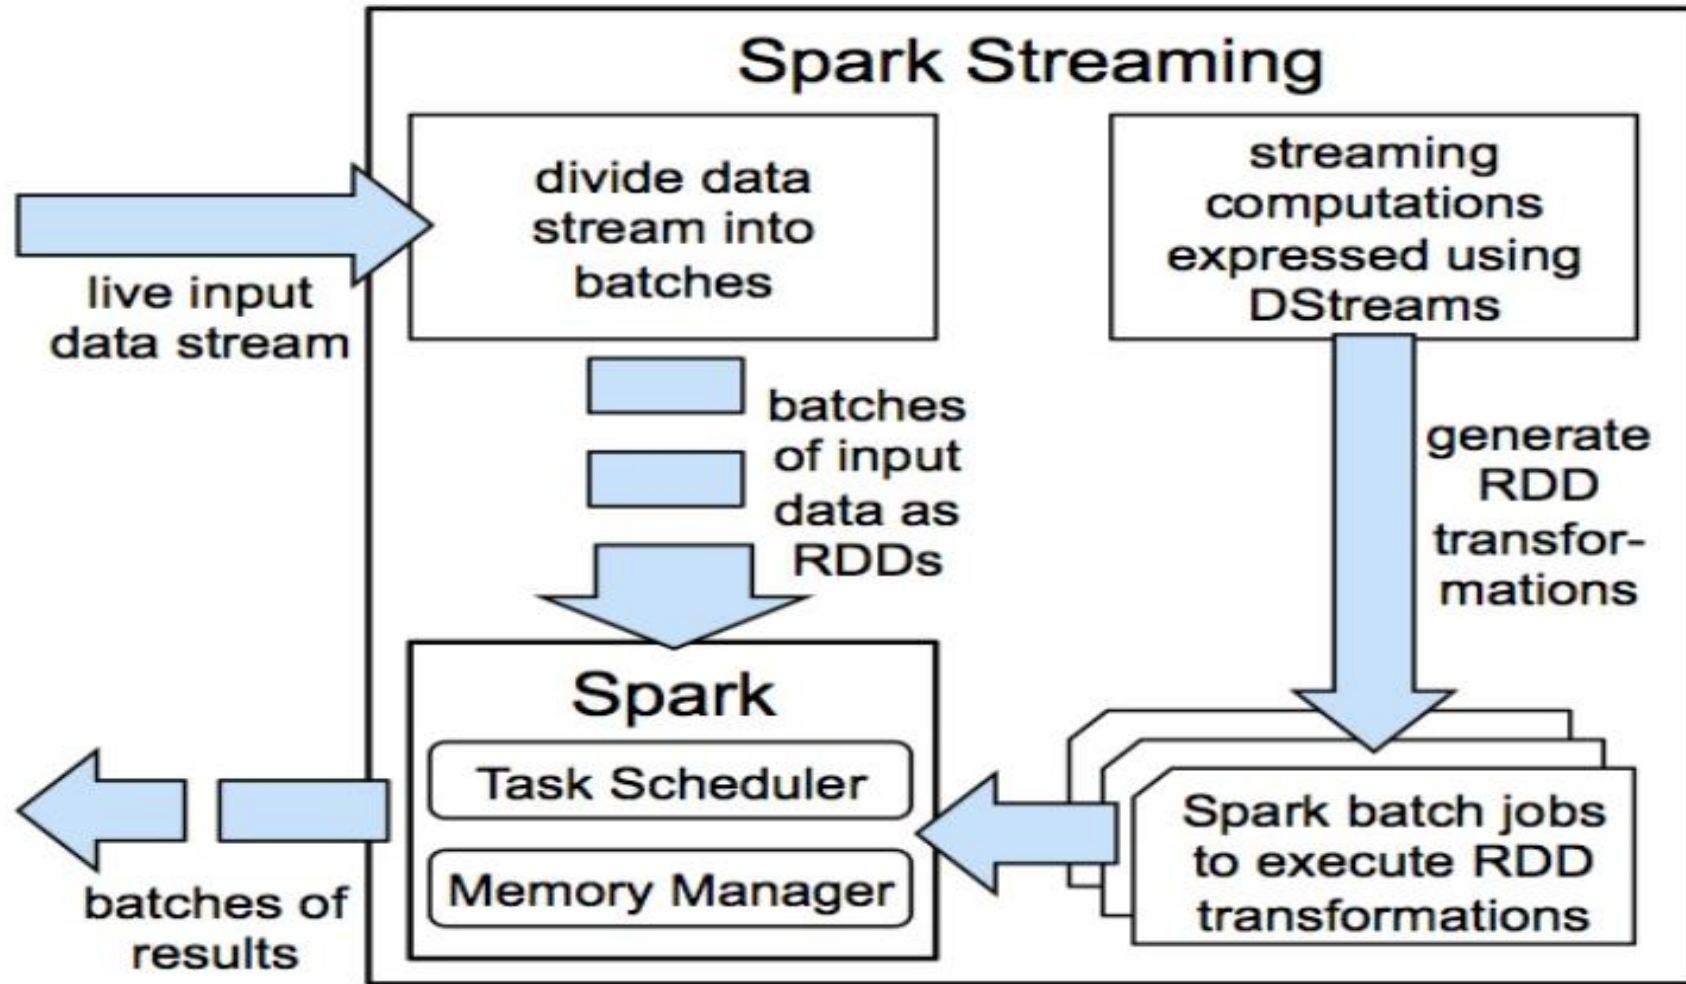 Spark Streaming
divide data
stream into
batches
streaming
computations
expressed using
DStreams
live input
data stream
batches
of input
data as
RDDs
generate
RDD
transfor-
mations
Spark
Task Scheduler
Memory Manager
Spark batch jobs
to execute RDD
transformations
batches of
results